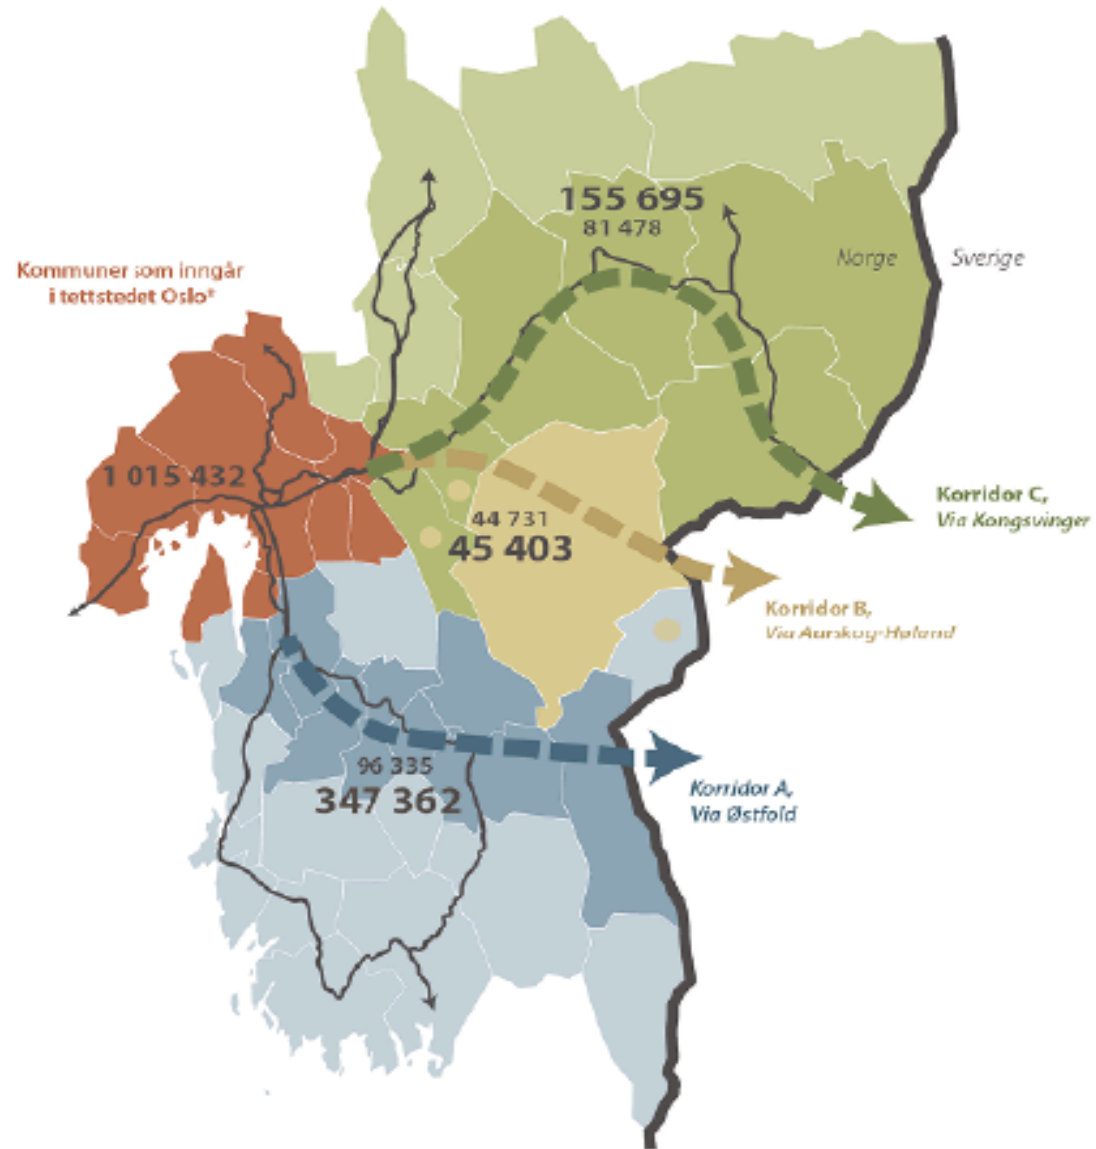 155 695
81 478
Norge
Sverige
Kommuner som inngår
i tettstedet Oslo*
1 015 432
Korridor C,
Via Kongsvinger
44 731
45 403
Korridor B,
Via Aurskog-Høland
96 335
347 362
Korridor A,
Via Østfold